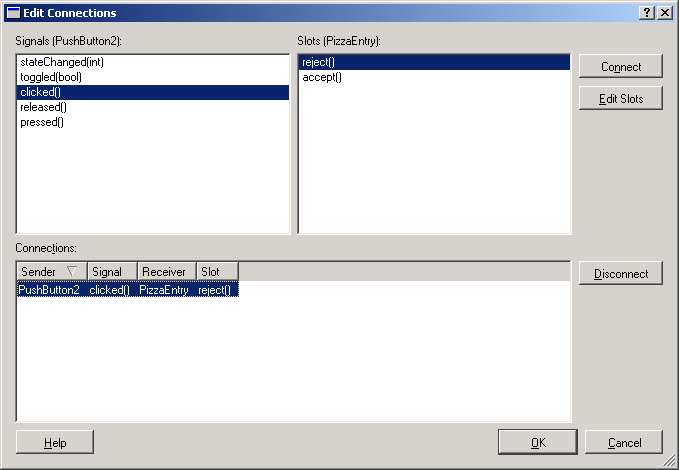 Edit Connections
Signals (PushButton2):
Slots (PizzaEntry):
stateChanged(int)
toggled(bool)
clicked()
released()
pressed()
reject()
accept()
Connect
Edit Slots
Connections:
Sender Signal Receiver Slot
PushButton2 clicked() PizzaEntry reject()
Disconnect
Help
OK
Cancel